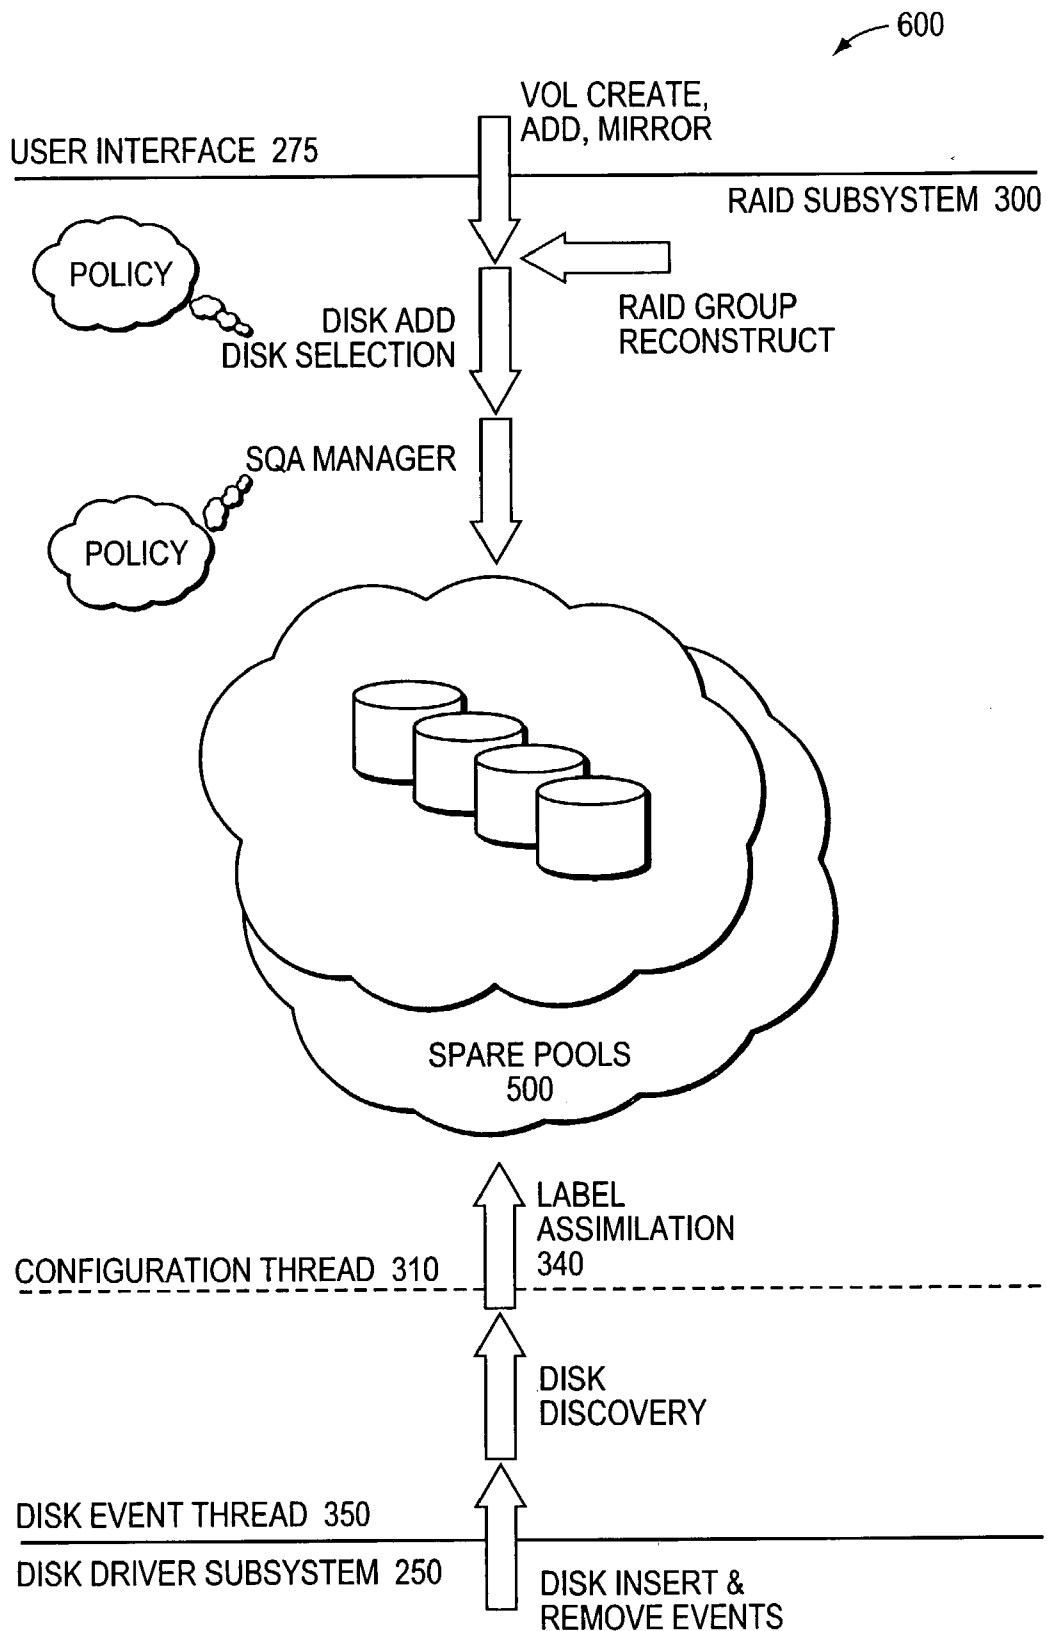 600
VOL CREATE,
ADD, MIRROR
USER INTERFACE 275
RAID SUBSYSTEM 300
POLICY
DISK ADD
DISK SELECTION
RAID GROUP
RECONSTRUCT
SQA MANAGER
POLICY
SPARE POOLS
500
LABEL
ASSIMILATION
340
CONFIGURATION THREAD 310
DISK
DISCOVERY
DISK EVENT THREAD 350
DISK DRIVER SUBSYSTEM 250
DISK INSERT &
REMOVE EVENTS